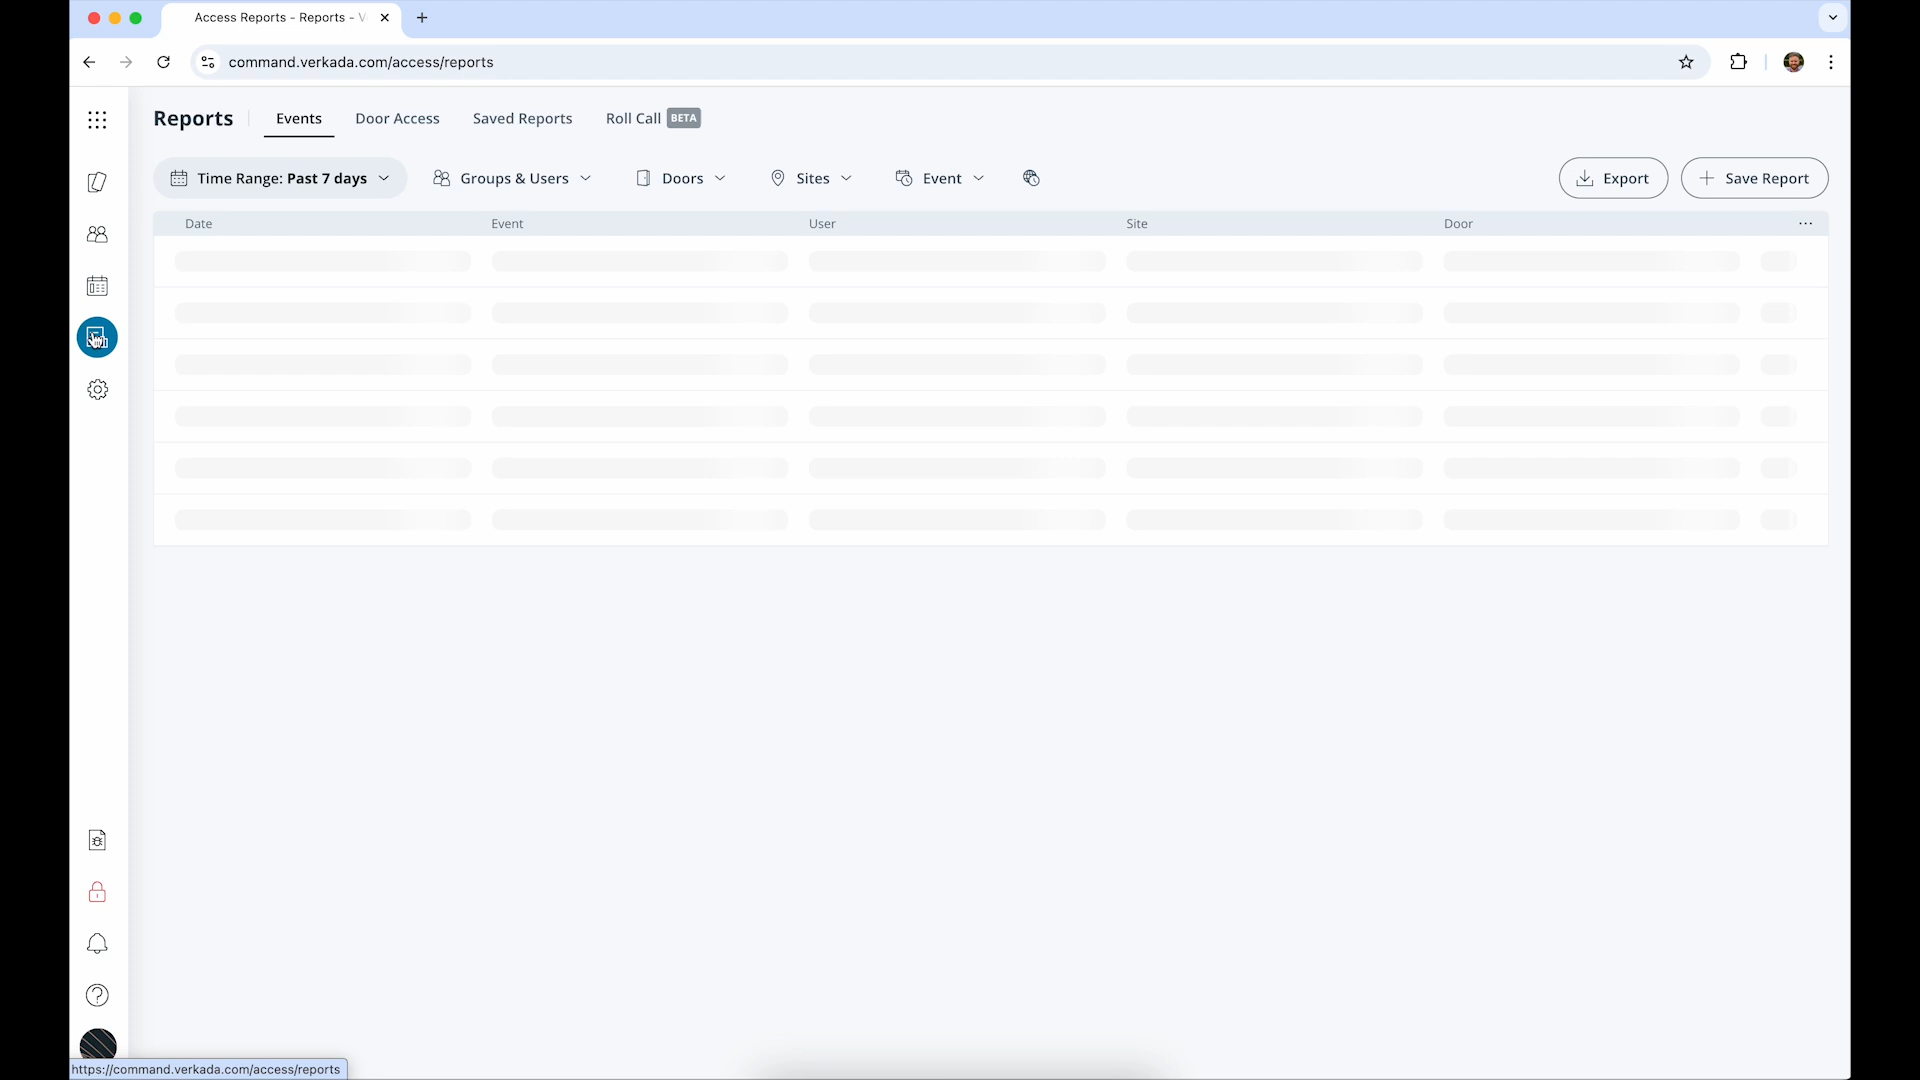 Access Reports - Reports - V
command.verkada.com/access/reports
Reports
Events
Door Access
Saved Reports
Roll Call BETA
Time Range: Past 7 days
Groups & Users
Doors
Sites
Event
Export
Save Report
Date
Event
User
Site
Door
https://command.verkada.com/access/reports